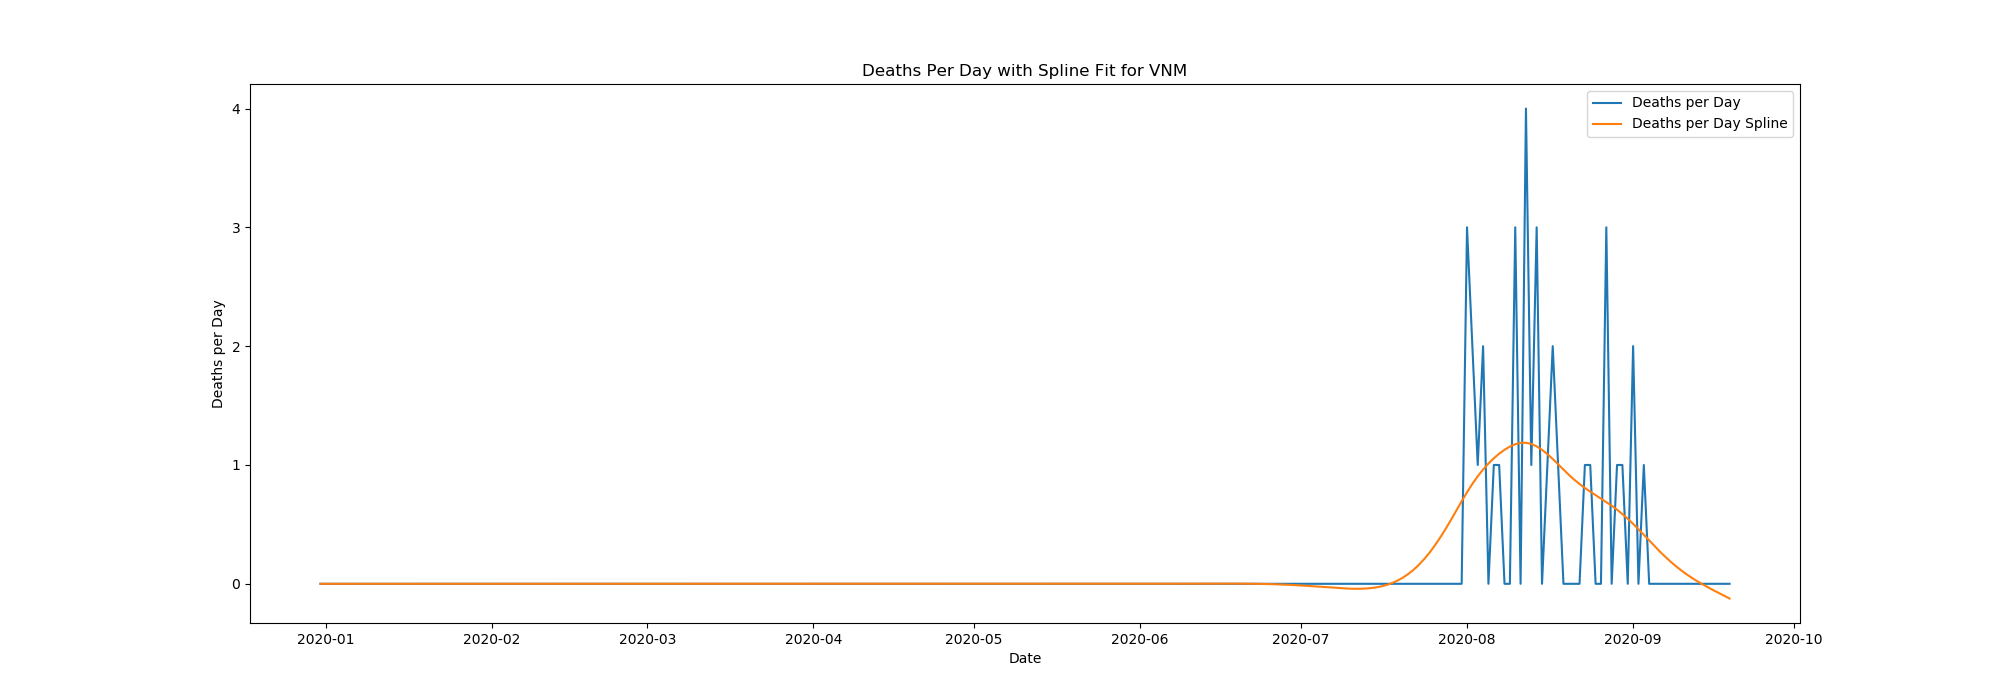 Deaths Per Day with Spline Fit for VNM
Deaths per Day
Deaths per Day Spline
4
3
2
1
0
Deaths per Day
2020-01 2020-02 2020-03 2020-04 2020-05 2020-06 2020-07 2020-08 2020-09 2020-10
Date